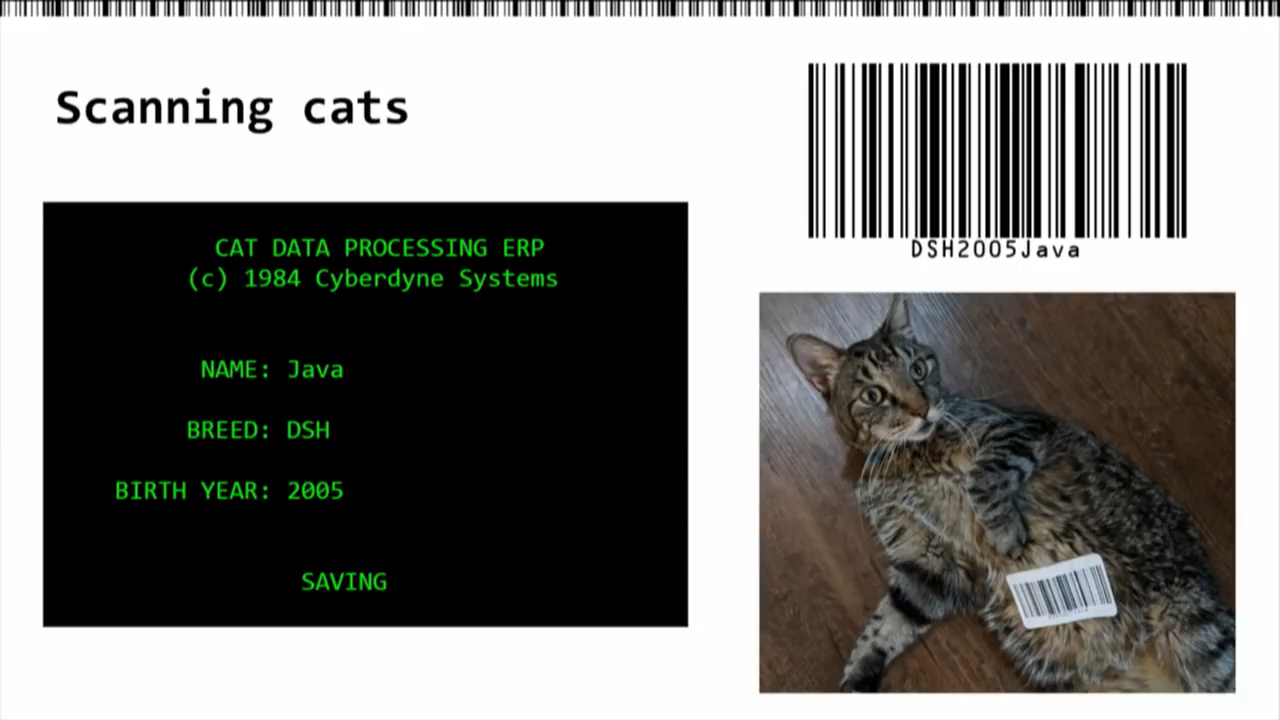 Scanning cats
DSH2005Java
CAT DATA PROCESSING ERP
(c) 1984 Cyberdyne Systems
NAME: Java
BREED: DSH
BIRTH YEAR: 2005
SAVING